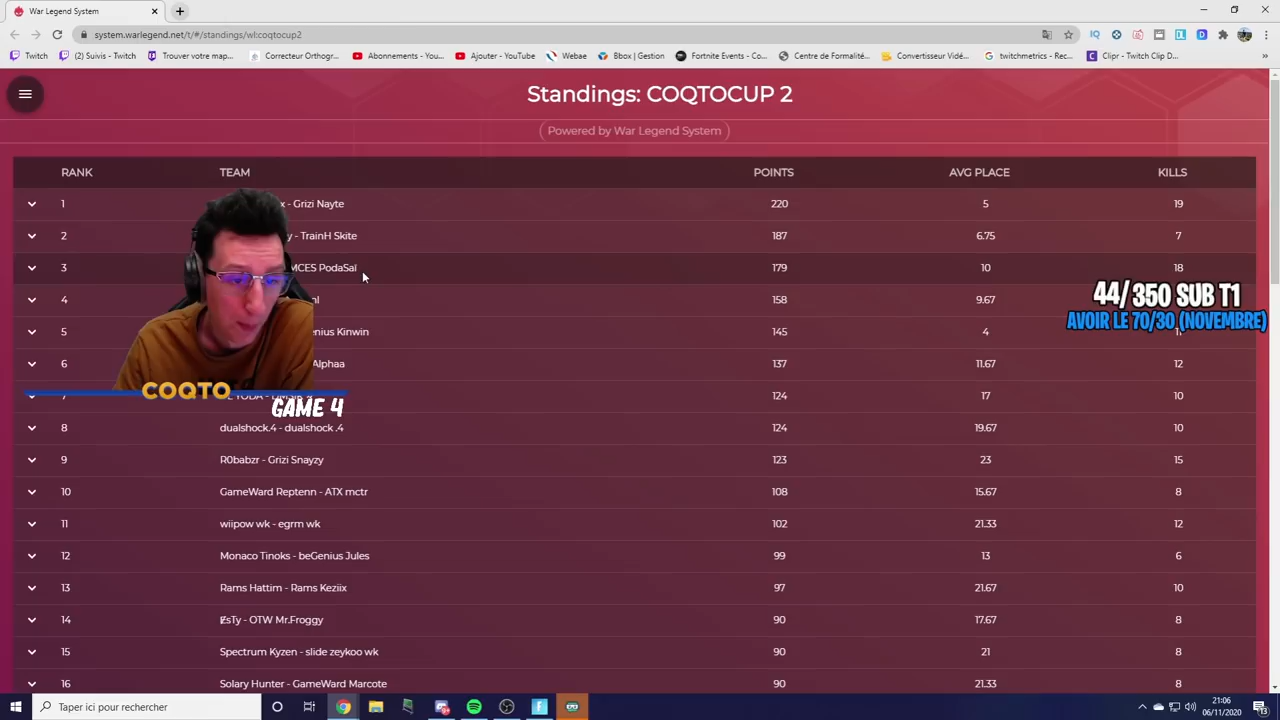 War Legend System
system.warlegend.net/t/#/standings/wl:coqtocup2
Twitch (2) Suivis - Twitch Trouver votre map... Correcteur Orthogr... Abonnements - You... Ajouter - YouTube Webae Bbox | Gestion Fortnite Events - Co... Centre de Formalité... Convertisseur Vidéo... twitchmetrics - Rec... Clipr - Twitch Clip D...
Standings: COQTOCUP 2
Powered by War Legend System
RANK TEAM POINTS AVG PLACE KILLS
1 - Grizi Nayte 220 5 19
2 - TrainH Skite 187 6.75 7
3 MCES PodaSai 179 10 18
4 158 9.67
5 Kinwin 145 4
6 Alphaa 137 11.67 12
7 124 17 10
8 dualshock.4 - dualshock .4 124 19.67 10
9 R0babzr - Grizi Snayzy 123 23 15
10 GameWard Reptenn - ATX mctr 108 15.67 8
11 wiipow wk - egrm wk 102 21.33 12
12 Monaco Tinoks - beGenius Jules 99 13 6
13 Rams Hattim - Rams Keziix 97 21.67 10
14 ɆsTy - OTW Mr.Froggy 90 17.67 8
15 Spectrum Kyzen - slide zeykoo wk 90 21 8
16 Solary Hunter - GameWard Marcote 90 21.33 8
44/350 SUB T1
AVOIR LE 70/30 (NOVEMBRE)
COQTO
GAME 4
Taper ici pour rechercher
21:06
06/11/2020
13